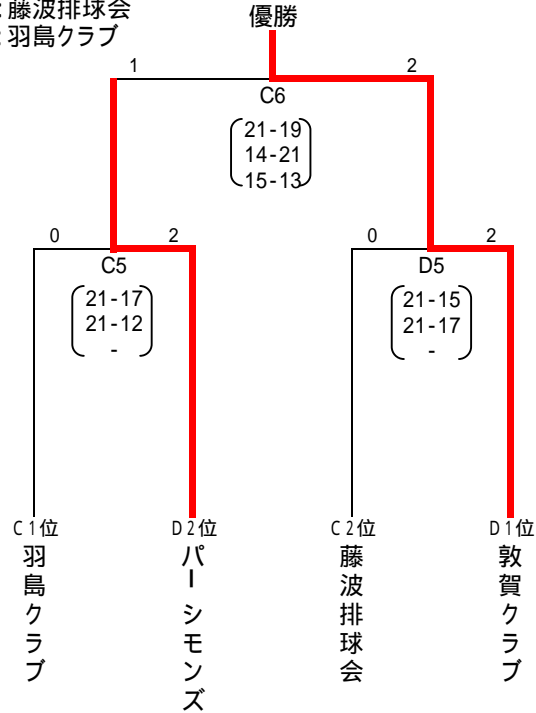 : 藤波排球会
: 羽島クラブ
優勝
1
2
C6
21-19
14-21
15-13
0
2
0
2
C5
D5
21-17
21-12
-
21-15
21-17
-
C1位
D2位
C2位
D1位
羽島クラブ
パーシモンズ
藤波排球会
敦賀クラブ